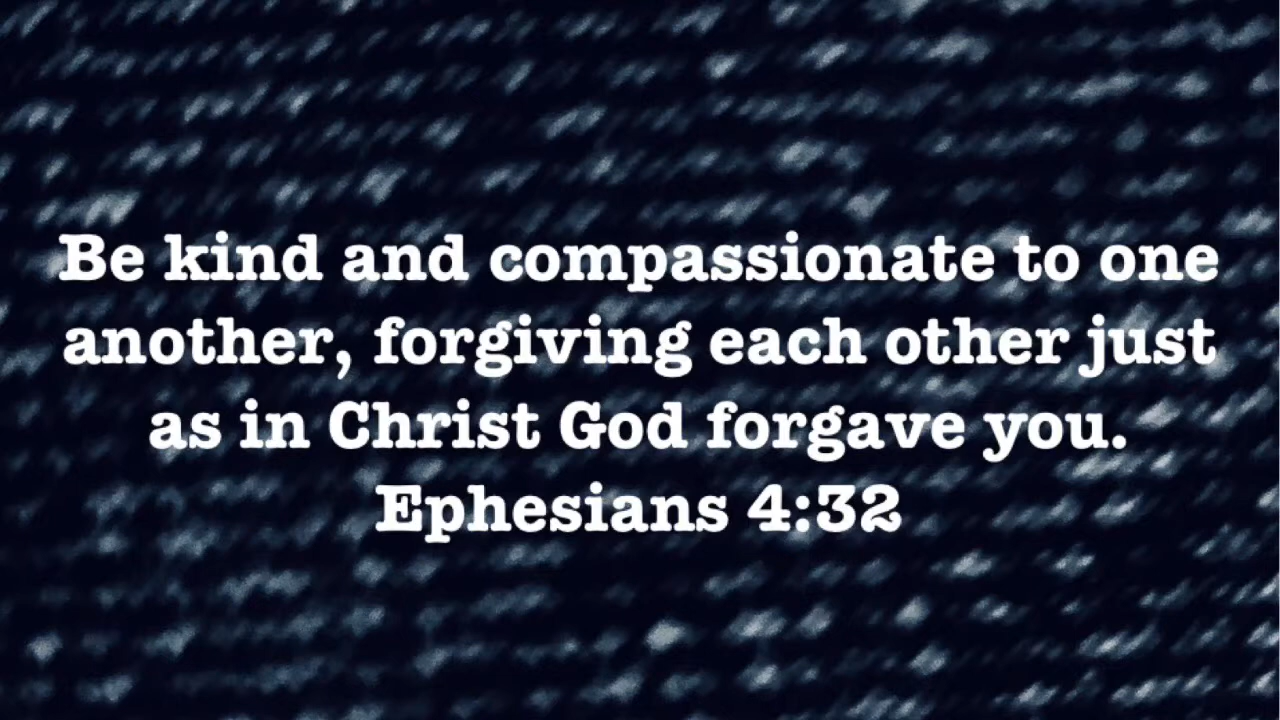 Be kind and compassionate to one
another, forgiving each other just
as in Christ God forgave you.
Ephesians 4:32